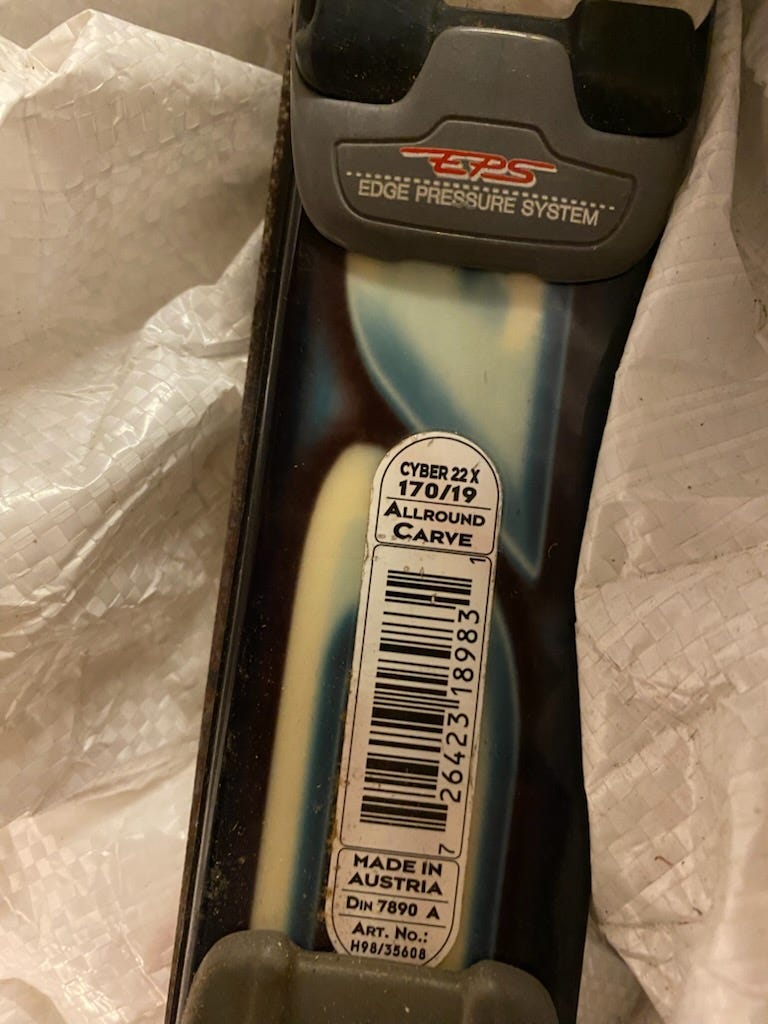 EPS
EDGE PRESSURE SYSTEM
CYBER 22 X
170/19
ALLROUND
CARVE
7 26423 18983 1
MADE IN
AUSTRIA
DIN 7890 A
ART. NO.:
H98/35608